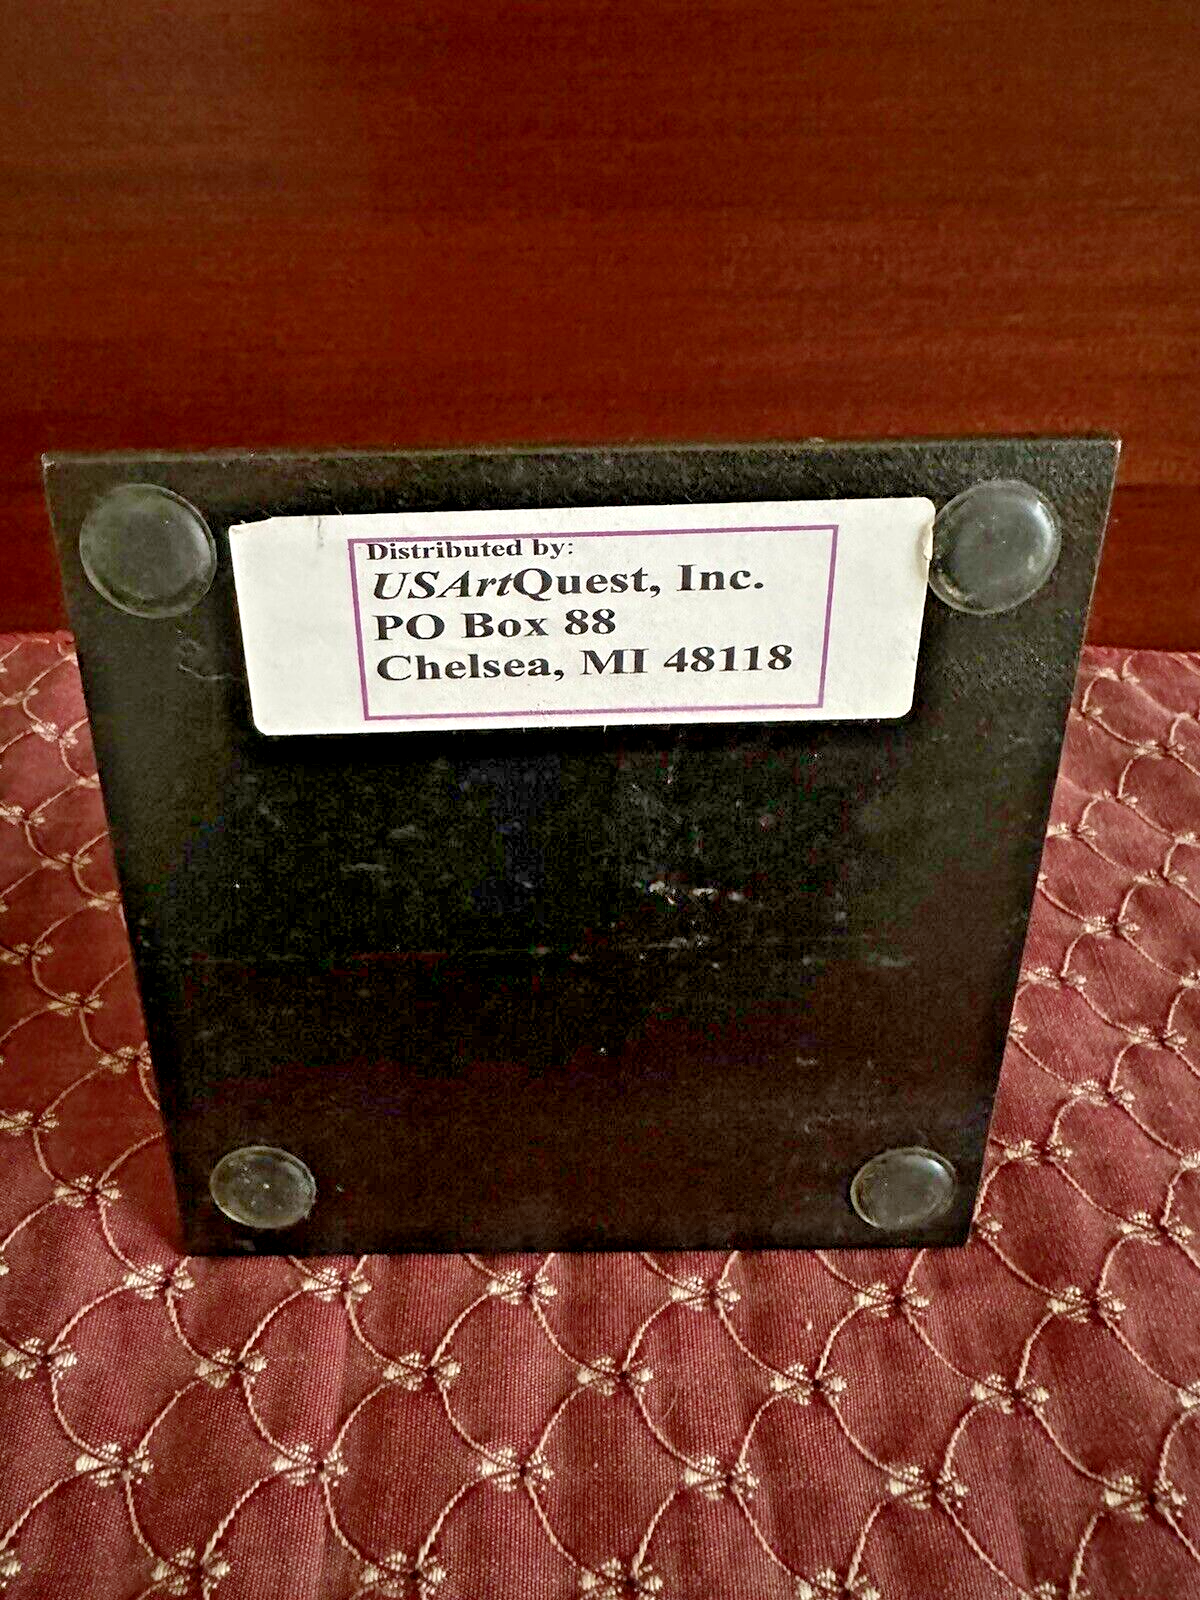 Distributed by:
USArtQuest, Inc.
PO Box 88
Chelsea, MI 48118